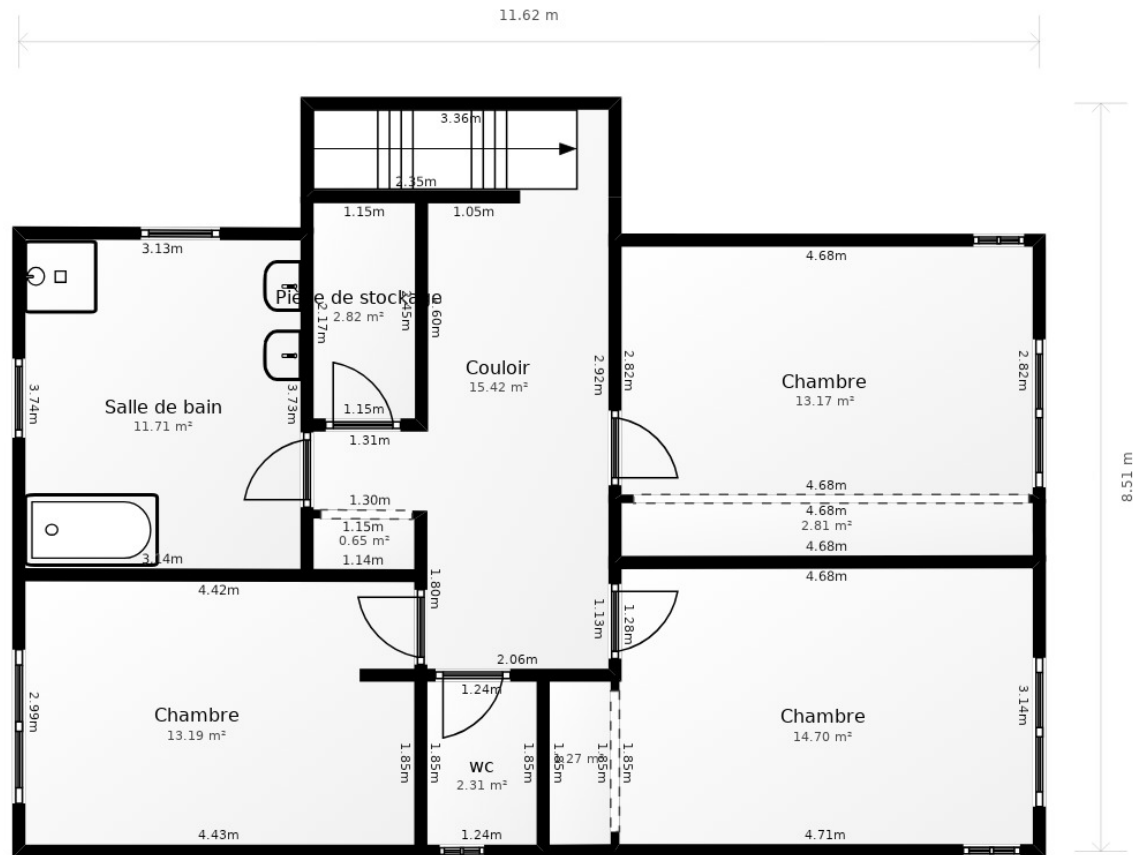 11.62 m
8.51 m
3.36m
2.35m
1.15m
1.05m
3.13m
4.68m
Pièce de stockage
2.82 m²
2.17m
2.45m
Couloir
15.42 m²
2.92m
2.82m
2.82m
Chambre
13.17 m²
3.74m
3.73m
Salle de bain
11.71 m²
1.15m
1.31m
1.30m
1.15m
0.65 m²
1.14m
4.68m
4.68m
2.81 m²
4.68m
3.14m
4.42m
1.80m
1.13m
1.28m
4.68m
2.06m
1.24m
2.99m
Chambre
13.19 m²
1.85m
1.85m
wc
2.31 m²
1.85m
1.85m
1.85m
Chambre
14.70 m²
3.14m
4.43m
1.24m
4.71m